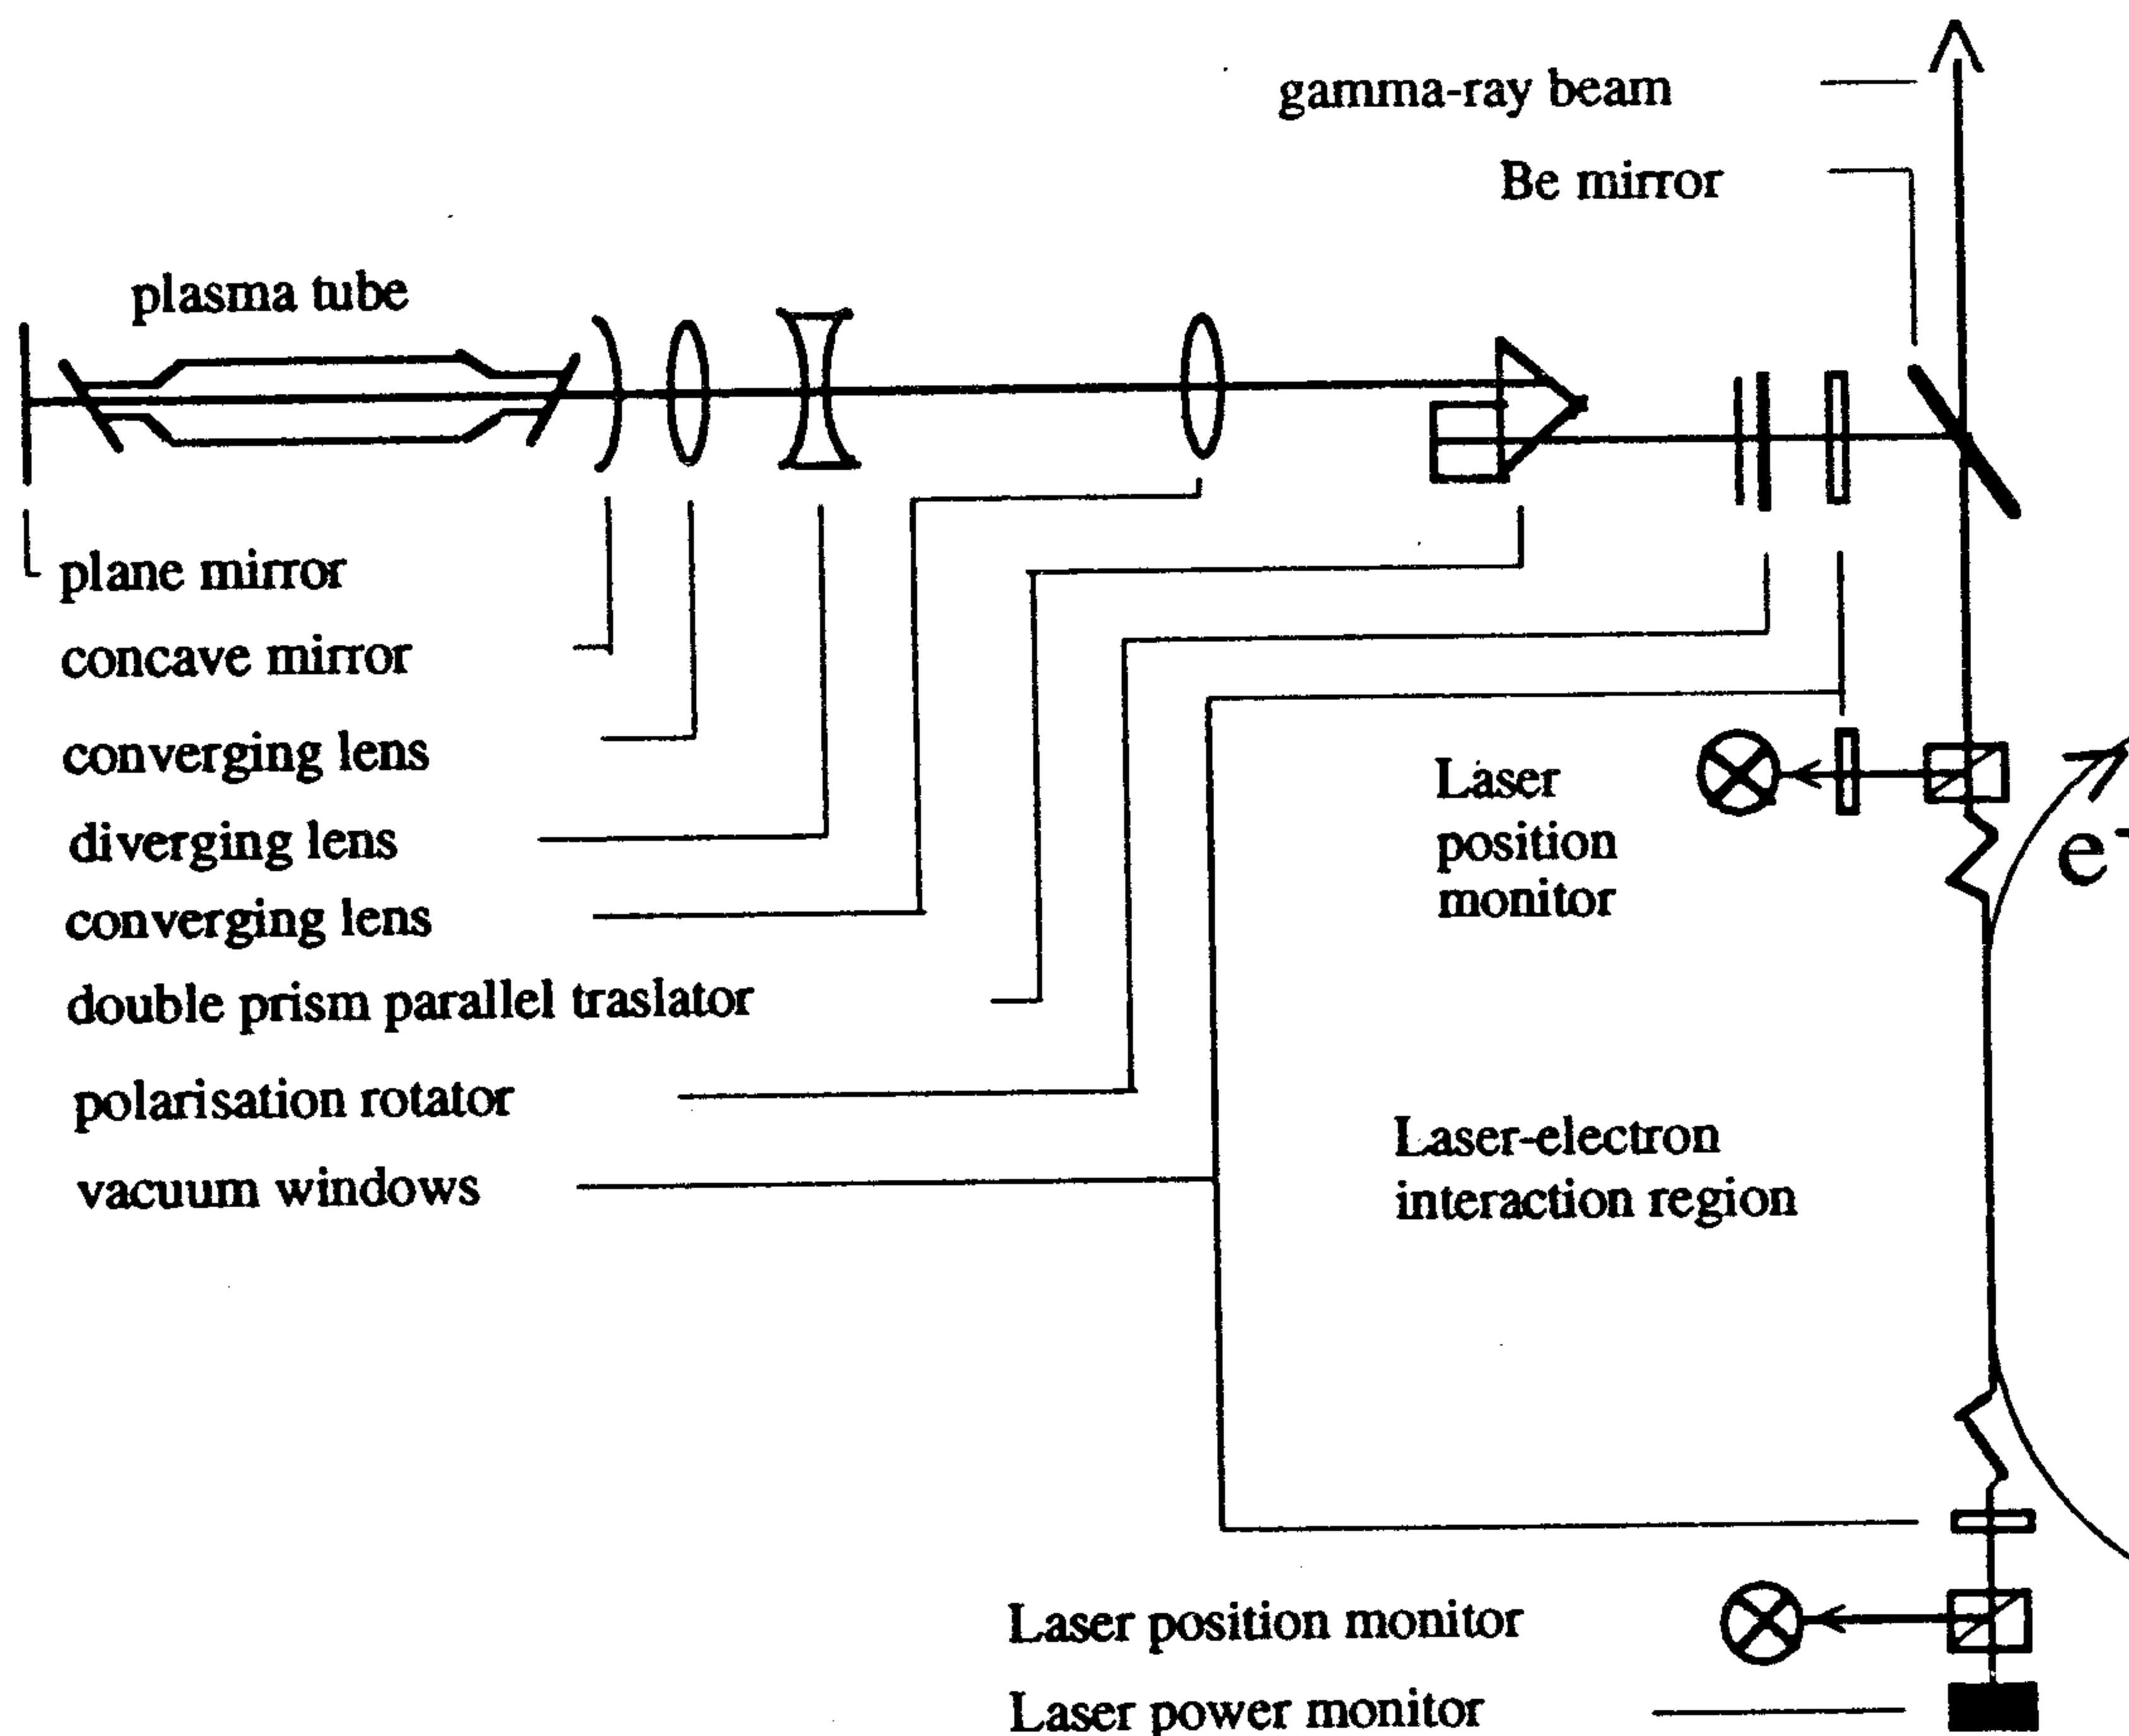 gamma-ray beam
Be mirror
plasma tube
plane mirror
concave mirror
converging lens
diverging lens
converging lens
double prism parallel traslator
polarisation rotator
vacuum windows
Laser
position
monitor
e-
Laser-electron
interaction region
Laser position monitor
Laser power monitor